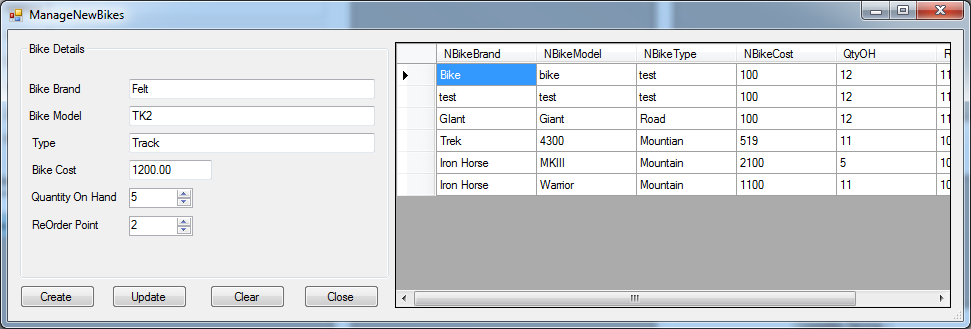 ManageNewBikes
Bike Details
Bike Brand Felt
Bike Model TK2
Type Track
Bike Cost 1200.00
Quantity On Hand 5
ReOrder Point 2
Create Update Clear Close
NBikeBrand NBikeModel NBikeType NBikeCost QtyOH R
Bike bike test 100 12 11
test test test 100 12 11
GIant Giant Road 100 12 11
Trek 4300 Mountian 519 11 10
Iron Horse MKIII Mountain 2100 5 10
Iron Horse Warrior Mountain 1100 11 10